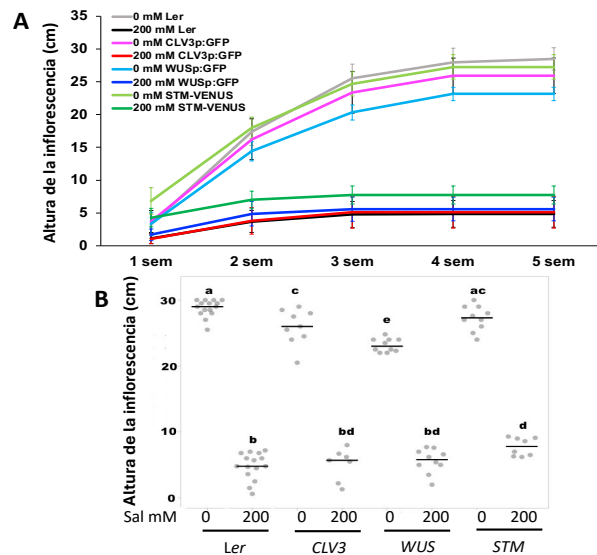 A
Altura de la inflorescencia (cm)
35
30
25
20
15
10
5
0
0 mM Ler
200 mM Ler
0 mM CLV3p:GFP
200 mM CLV3p:GFP
0 mM WUSp:GFP
200 mM WUSp:GFP
0 mM STM-VENUS
200 mM STM-VENUS
1 sem 2 sem 3 sem 4 sem 5 sem
B
Altura de la inflorescencia (cm)
30
20
10
0
a c e ac
b bd bd d
Sal mM 0 200 0 200 0 200 0 200
Ler CLV3 WUS STM